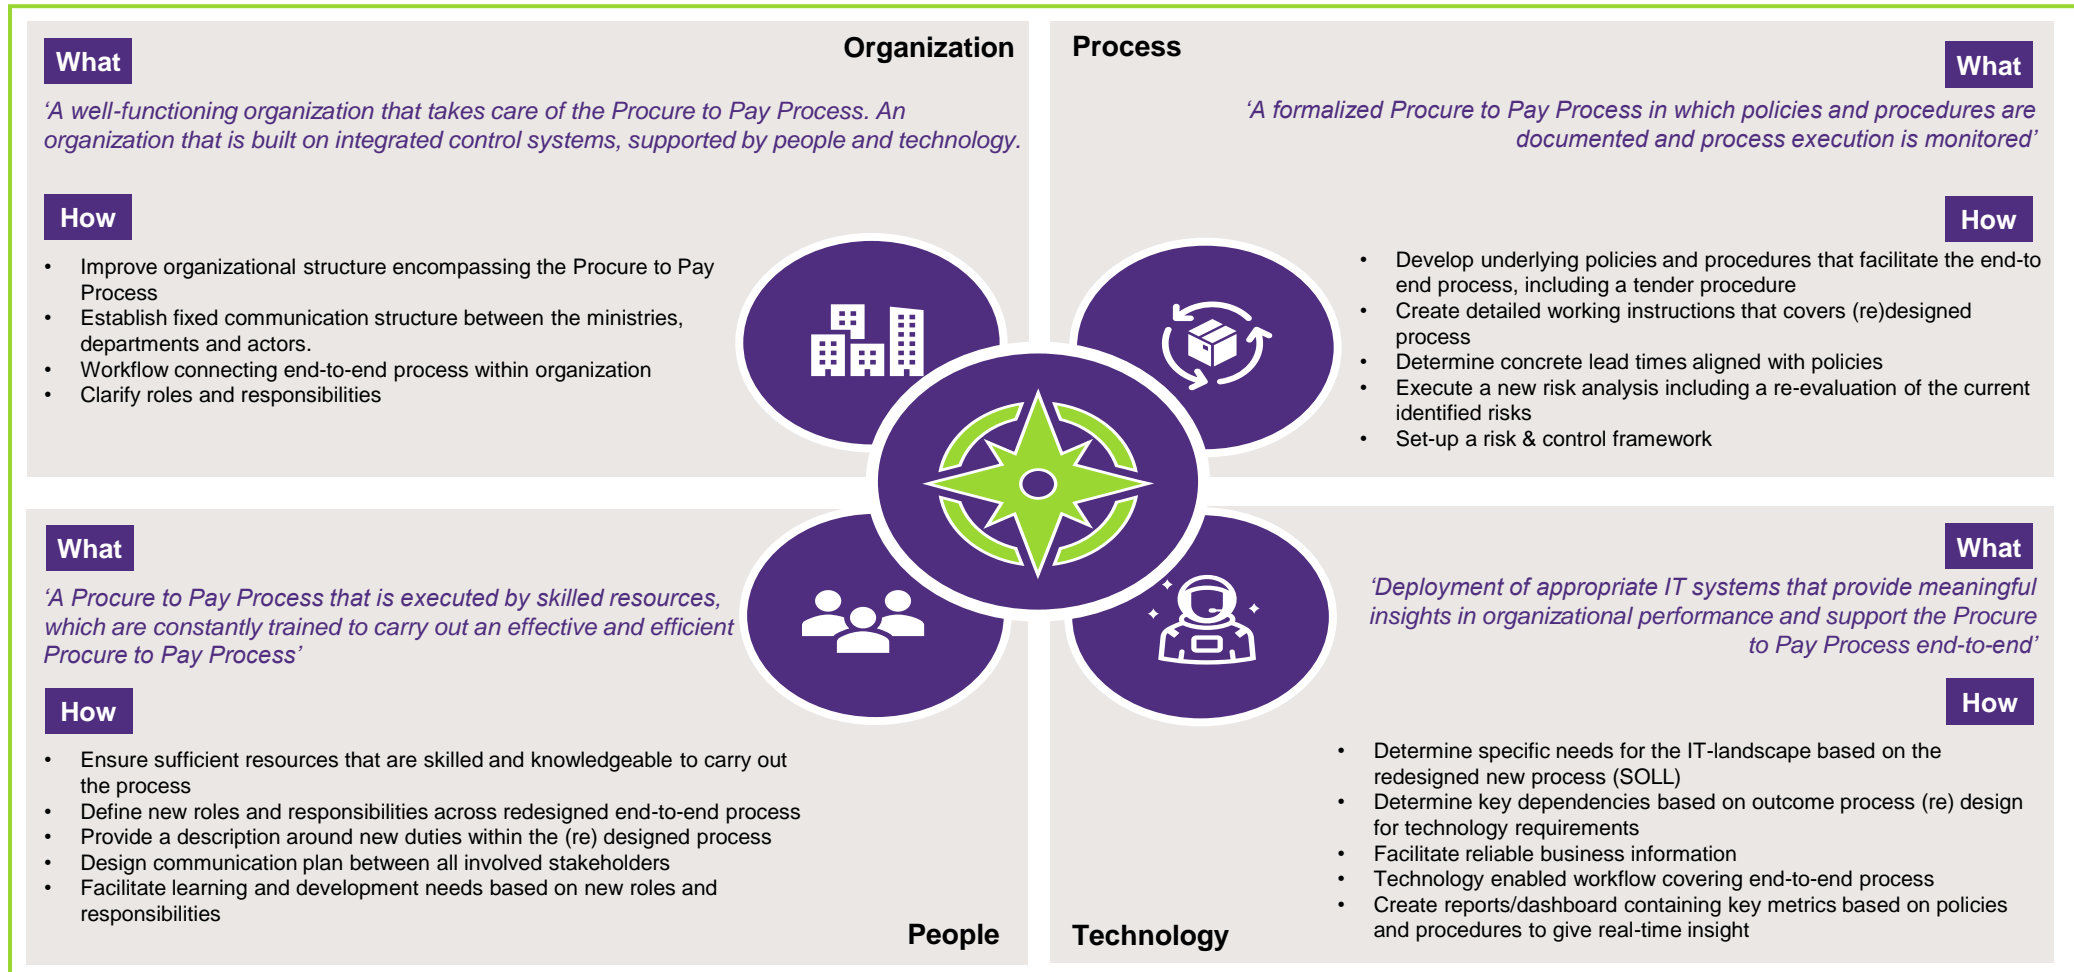 Organization
What
‘A well-functioning organization that takes care of the Procure to Pay Process. An
organization that is built on integrated control systems, supported by people and technology.
How
• Improve organizational structure encompassing the Procure to Pay
Process
• Establish fixed communication structure between the ministries,
departments and actors.
• Workflow connecting end-to-end process within organization
• Clarify roles and responsibilities
Process
What
‘A formalized Procure to Pay Process in which policies and procedures are
documented and process execution is monitored’
How
• Develop underlying policies and procedures that facilitate the end-to
end process, including a tender procedure
• Create detailed working instructions that covers (re)designed
process
• Determine concrete lead times aligned with policies
• Execute a new risk analysis including a re-evaluation of the current
identified risks
• Set-up a risk & control framework
What
‘A Procure to Pay Process that is executed by skilled resources,
which are constantly trained to carry out an effective and efficient
Procure to Pay Process’
How
• Ensure sufficient resources that are skilled and knowledgeable to carry out
the process
• Define new roles and responsibilities across redesigned end-to-end process
• Provide a description around new duties within the (re) designed process
• Design communication plan between all involved stakeholders
• Facilitate learning and development needs based on new roles and
responsibilities
People
What
‘Deployment of appropriate IT systems that provide meaningful
insights in organizational performance and support the Procure
to Pay Process end-to-end’
How
• Determine specific needs for the IT-landscape based on the
redesigned new process (SOLL)
• Determine key dependencies based on outcome process (re) design
for technology requirements
• Facilitate reliable business information
• Technology enabled workflow covering end-to-end process
• Create reports/dashboard containing key metrics based on policies
and procedures to give real-time insight
Technology